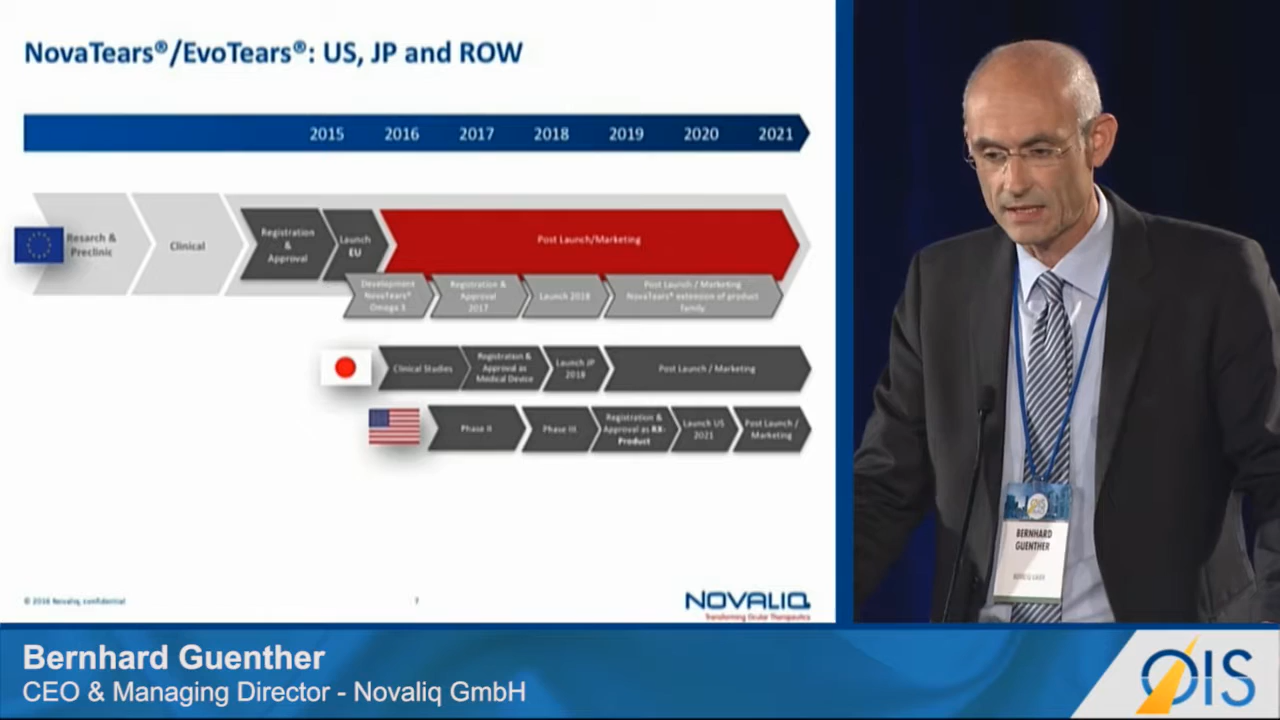 NovaTears®/EvoTears®: US, JP and ROW
2015 2016 2017 2018 2019 2020 2021
Resarch &
Preclinic
Clinical
Registration
&
Approval
Launch
EU
Post Launch/Marketing
Development
NovaTears®
Omega 3
Registration &
Approval
2017
Launch 2018
Post Launch / Marketing
NovaTears® extension of product
family
Clinical Studies
Registration &
Approval as
Medical Device
Launch JP
2018
Post Launch / Marketing
Phase II
Phase III
Registration &
Approval as RX-
Product
Launch US
2021
Post Launch /
Marketing
© 2016 Novaliq, confidential
7
NOVALIQ
Transforming Ocular Therapeutics
BERNHARD
GUENTHER
Bernhard Guenther
CEO & Managing Director - Novaliq GmbH
OIS